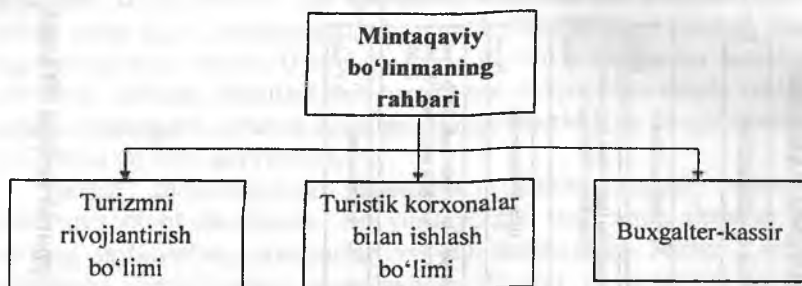 Mintaqaviy
bo‘linmaning
rahbari
Turizmni
rivojlantirish
bo‘limi
Turistik korxonalar
bilan ishlash
bo‘limi
Buxgalter-kassir